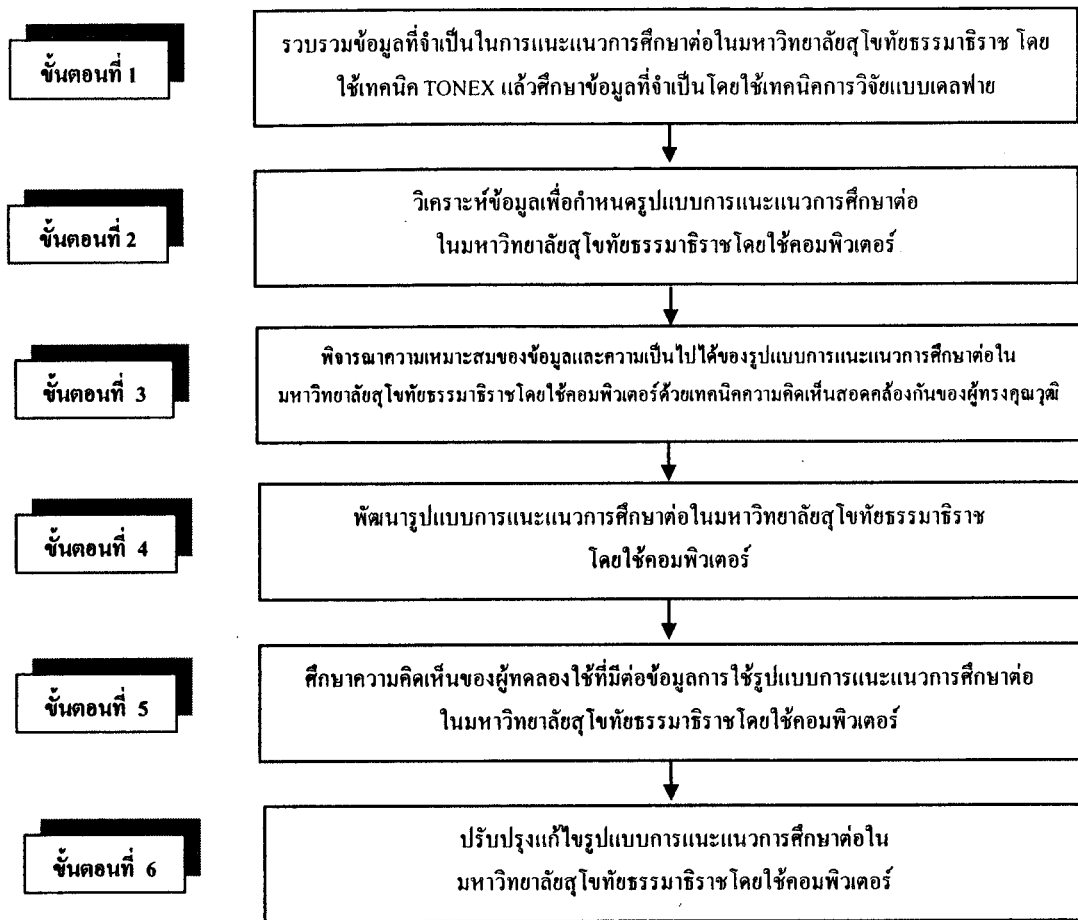 ขั้นตอนที่ 1
รวบรวมข้อมูลที่จำเป็นในการแนะแนวการศึกษาต่อในมหาวิทยาลัยสุโขทัยธรรมาธิราช โดย
ใช้เทคนิค TONEX แล้วศึกษาข้อมูลที่จำเป็นโดยใช้เทคนิคการวิจัยแบบเดลฟาย
ขั้นตอนที่ 2
วิเคราะห์ข้อมูลเพื่อกำหนดรูปแบบการแนะแนวการศึกษาต่อ
ในมหาวิทยาลัยสุโขทัยธรรมาธิราชโดยใช้คอมพิวเตอร์
ขั้นตอนที่ 3
พิจารณาความเหมาะสมของข้อมูลและความเป็นไปได้ของรูปแบบการแนะแนวการศึกษาต่อใน
มหาวิทยาลัยสุโขทัยธรรมาธิราชโดยใช้คอมพิวเตอร์ด้วยเทคนิคความคิดเห็นสอดคล้องกันของผู้ทรงคุณวุฒิ
ขั้นตอนที่ 4
พัฒนารูปแบบการแนะแนวการศึกษาต่อในมหาวิทยาลัยสุโขทัยธรรมาธิราช
โดยใช้คอมพิวเตอร์
ขั้นตอนที่ 5
ศึกษาความคิดเห็นของผู้ทดลองใช้ที่มีต่อข้อมูลการใช้รูปแบบการแนะแนวการศึกษาต่อ
ในมหาวิทยาลัยสุโขทัยธรรมาธิราชโดยใช้คอมพิวเตอร์
ขั้นตอนที่ 6
ปรับปรุงแก้ไขรูปแบบการแนะแนวการศึกษาต่อใน
มหาวิทยาลัยสุโขทัยธรรมาธิราชโดยใช้คอมพิวเตอร์